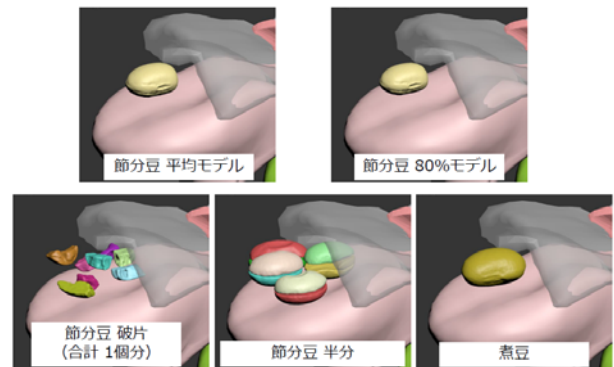 節分豆 平均モデル
節分豆 80%モデル
節分豆 破片
(合計 1個分)
節分豆 半分
煮豆